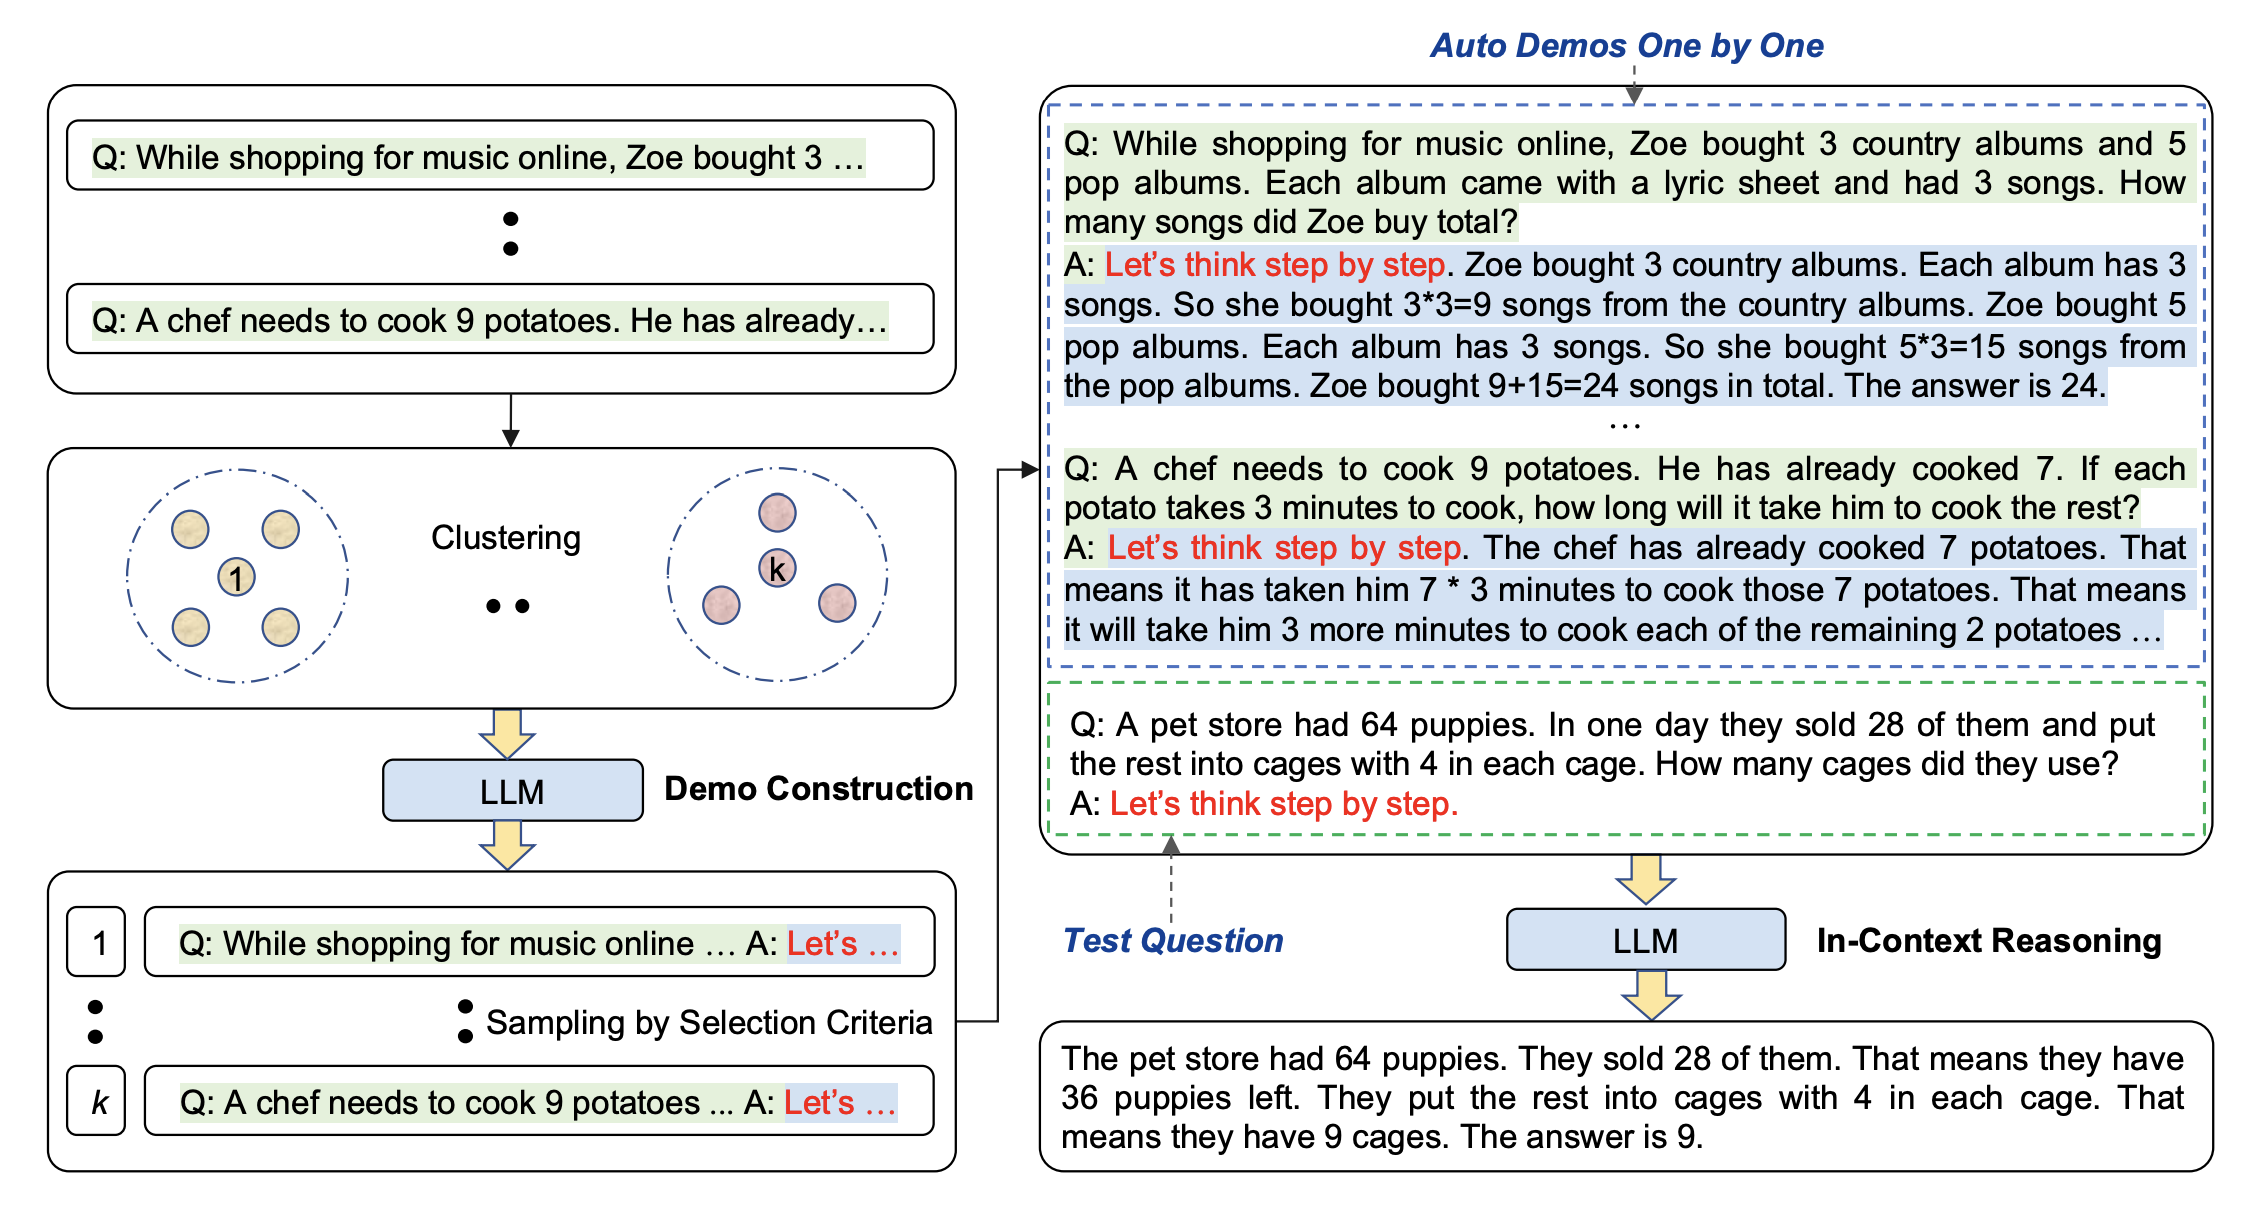 Q: While shopping for music online, Zoe bought 3 …
Q: A chef needs to cook 9 potatoes. He has already…
Clustering
1
k
LLM
Demo Construction
1
Q: While shopping for music online … A: Let’s …
Sampling by Selection Criteria
k
Q: A chef needs to cook 9 potatoes ... A: Let’s …
Auto Demos One by One
Q: While shopping for music online, Zoe bought 3 country albums and 5
pop albums. Each album came with a lyric sheet and had 3 songs. How
many songs did Zoe buy total?
A: Let’s think step by step. Zoe bought 3 country albums. Each album has 3
songs. So she bought 3*3=9 songs from the country albums. Zoe bought 5
pop albums. Each album has 3 songs. So she bought 5*3=15 songs from
the pop albums. Zoe bought 9+15=24 songs in total. The answer is 24.
…
Q: A chef needs to cook 9 potatoes. He has already cooked 7. If each
potato takes 3 minutes to cook, how long will it take him to cook the rest?
A: Let’s think step by step. The chef has already cooked 7 potatoes. That
means it has taken him 7 * 3 minutes to cook those 7 potatoes. That means
it will take him 3 more minutes to cook each of the remaining 2 potatoes …
Q: A pet store had 64 puppies. In one day they sold 28 of them and put
the rest into cages with 4 in each cage. How many cages did they use?
A: Let’s think step by step.
Test Question
LLM
In-Context Reasoning
The pet store had 64 puppies. They sold 28 of them. That means they have
36 puppies left. They put the rest into cages with 4 in each cage. That
means they have 9 cages. The answer is 9.